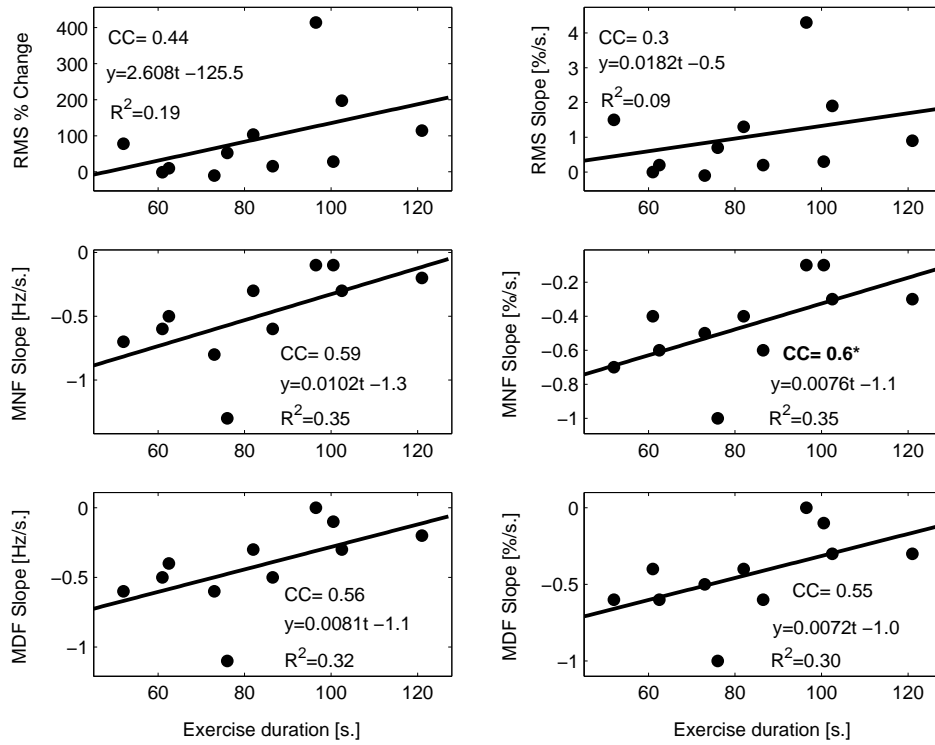 400
300
200
100
0
RMS % Change
CC= 0.44
y=2.608t −125.5
R²=0.19
60 80 100 120
4
3
2
1
0
RMS Slope [%/s.]
CC= 0.3
y=0.0182t −0.5
R²=0.09
60 80 100 120
0
−0.5
−1
MNF Slope [Hz/s.]
CC= 0.59
y=0.0102t −1.3
R²=0.35
60 80 100 120
−0.2
−0.4
−0.6
−0.8
−1
MNF Slope [%/s.]
CC= 0.6*
y=0.0076t −1.1
R²=0.35
60 80 100 120
0
−0.5
−1
MDF Slope [Hz/s.]
CC= 0.56
y=0.0081t −1.1
R²=0.32
60 80 100 120
Exercise duration [s.]
0
−0.5
−1
MDF Slope [%/s.]
CC= 0.55
y=0.0072t −1.0
R²=0.30
60 80 100 120
Exercise duration [s.]